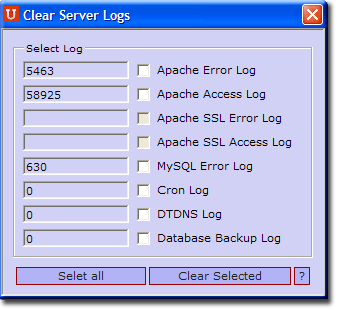 U Clear Server Logs
Select Log
5463 Apache Error Log
58925 Apache Access Log
Apache SSL Error Log
Apache SSL Access Log
630 MySQL Error Log
0 Cron Log
0 DTDNS Log
0 Database Backup Log
Selet all Clear Selected ?